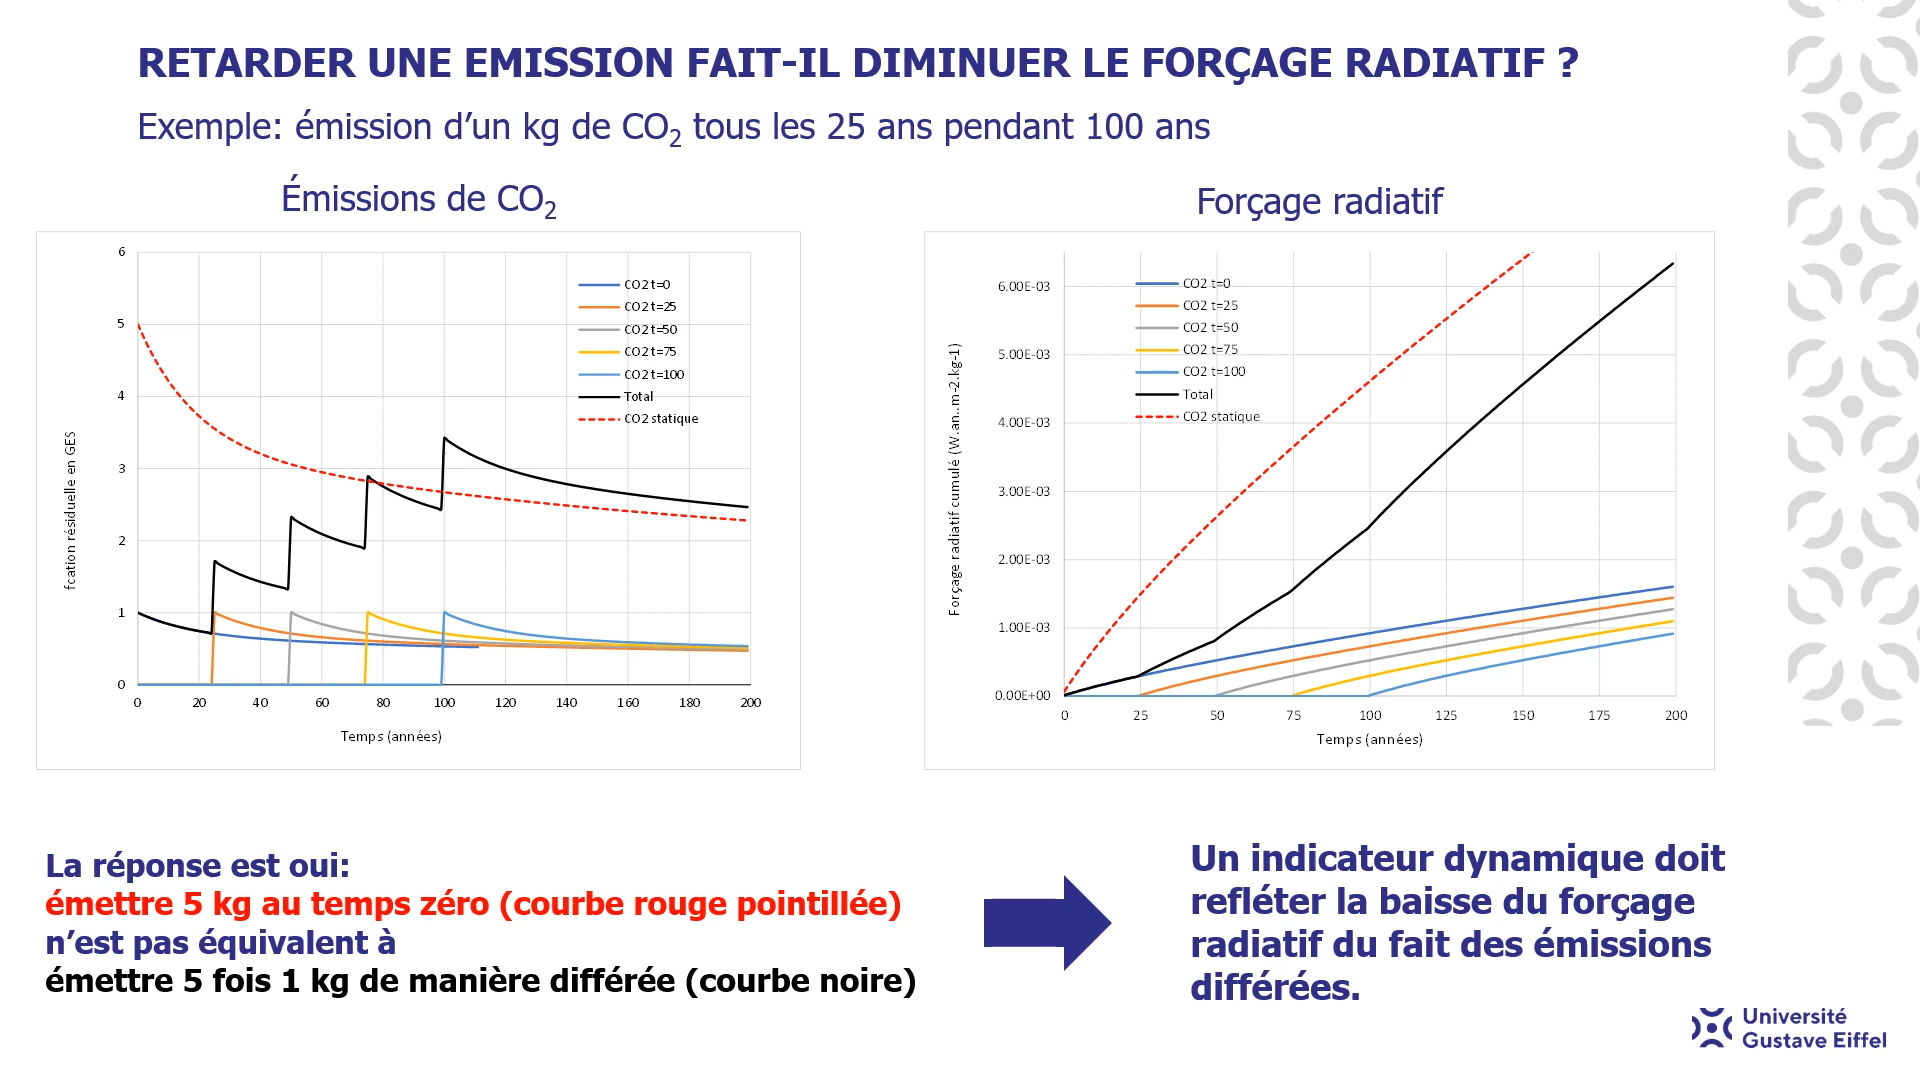 RETARDER UNE EMISSION FAIT-IL DIMINUER LE FORÇAGE RADIATIF ?
Exemple: émission d’un kg de CO2 tous les 25 ans pendant 100 ans
Émissions de CO2
6
5
4
3
2
1
0
fcation résiduelle en GES
CO2 t=0
CO2 t=25
CO2 t=50
CO2 t=75
CO2 t=100
Total
CO2 statique
0 20 40 60 80 100 120 140 160 180 200
Temps (années)
Forçage radiatif
6.00E-03
5.00E-03
4.00E-03
3.00E-03
2.00E-03
1.00E-03
0.00E+00
Forçage radiatif cumulé (W.an..m-2.kg-1)
CO2 t=0
CO2 t=25
CO2 t=50
CO2 t=75
CO2 t=100
Total
CO2 statique
0 25 50 75 100 125 150 175 200
Temps (années)
La réponse est oui:
émettre 5 kg au temps zéro (courbe rouge pointillée)
n’est pas équivalent à
émettre 5 fois 1 kg de manière différée (courbe noire)
Un indicateur dynamique doit
refléter la baisse du forçage
radiatif du fait des émissions
différées.
Université
Gustave Eiffel